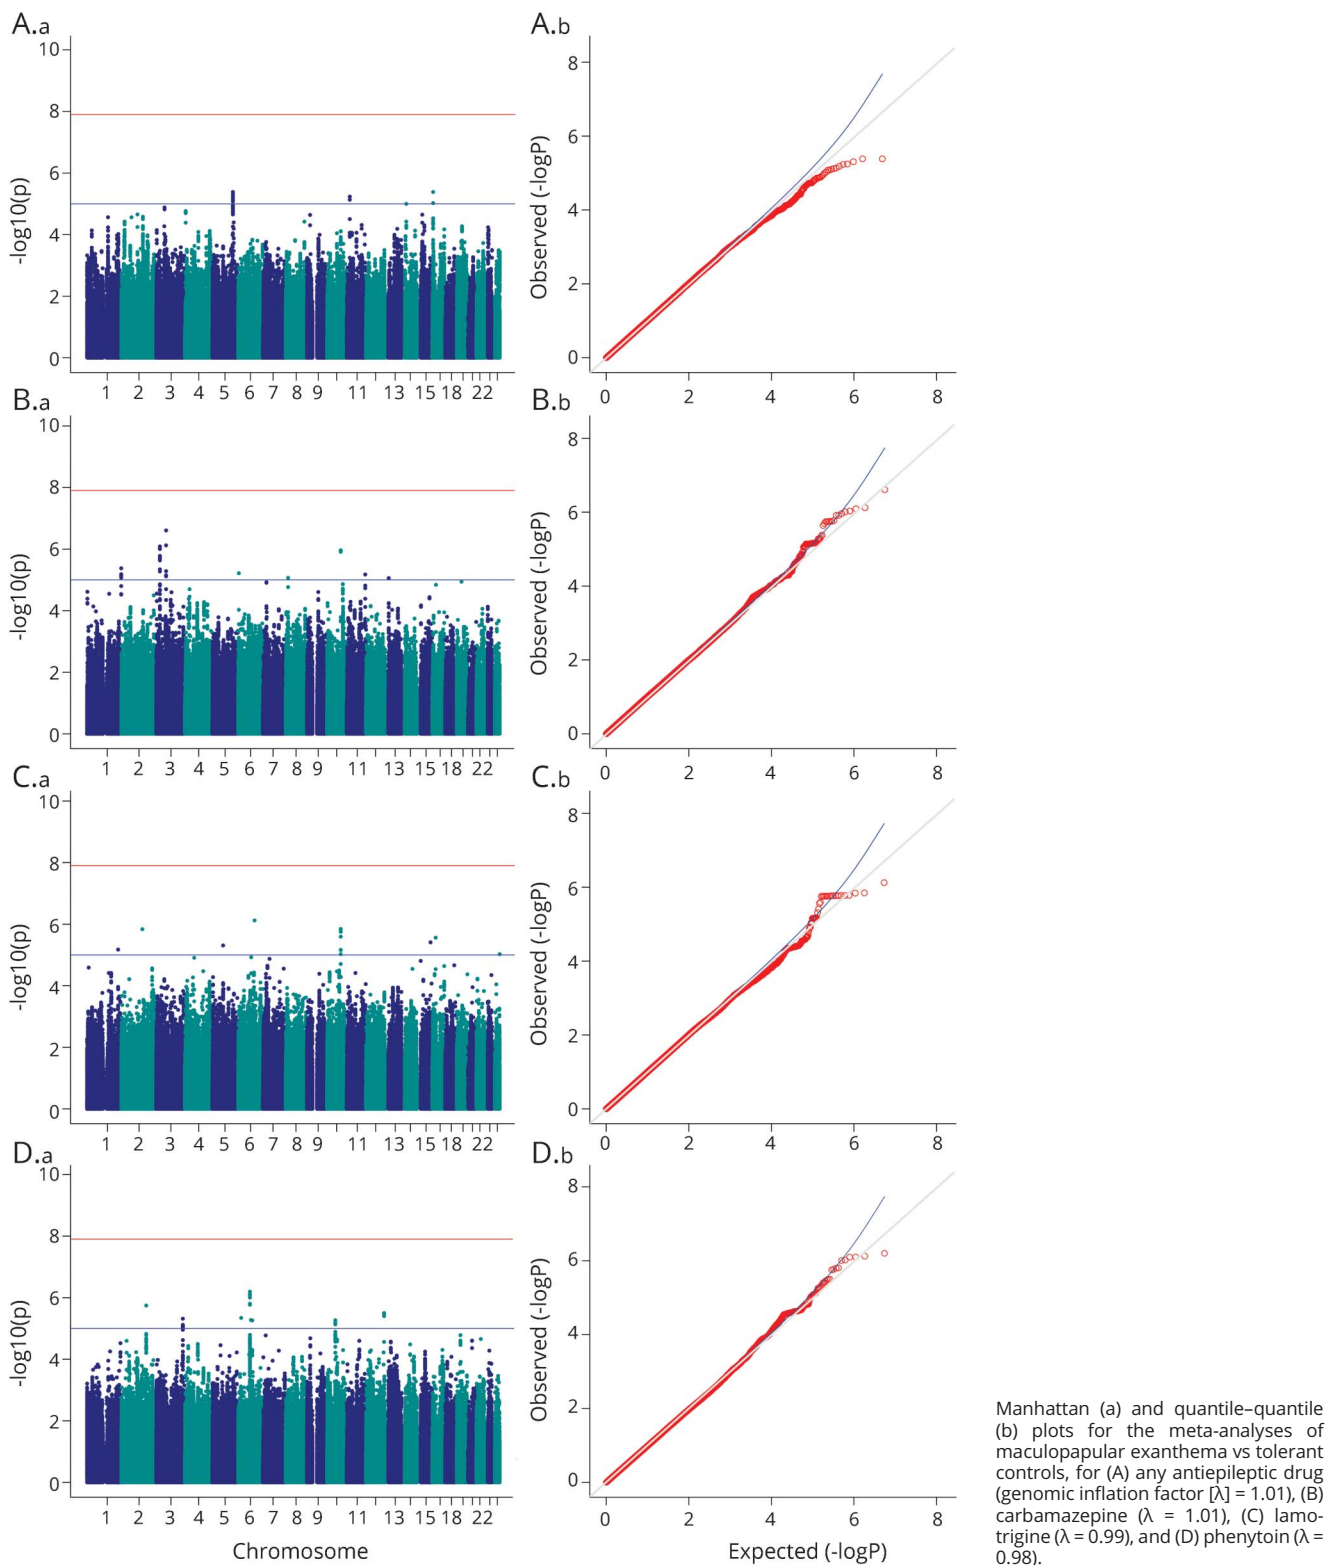 A.a
10
8
6
4
2
0
-log10(p)
1 2 3 4 5 6 7 8 9 11 13 15 18 22
A.b
8
6
4
2
0
Observed (-logP)
0 2 4 6 8
B.a
10
8
6
4
2
0
-log10(p)
1 2 3 4 5 6 7 8 9 11 13 15 18 22
B.b
8
6
4
2
0
Observed (-logP)
0 2 4 6 8
C.a
10
8
6
4
2
0
-log10(p)
1 2 3 4 5 6 7 8 9 11 13 15 18 22
C.b
8
6
4
2
0
Observed (-logP)
0 2 4 6 8
D.a
10
8
6
4
2
0
-log10(p)
1 2 3 4 5 6 7 8 9 11 13 15 18 22
Chromosome
D.b
8
6
4
2
0
Observed (-logP)
0 2 4 6 8
Expected (-logP)
Manhattan (a) and quantile–quantile
(b) plots for the meta-analyses of
maculopapular exanthema vs tolerant
controls, for (A) any antiepileptic drug
(genomic inflation factor [λ] = 1.01), (B)
carbamazepine (λ = 1.01), (C) lamo-
trigine (λ = 0.99), and (D) phenytoin (λ =
0.98).